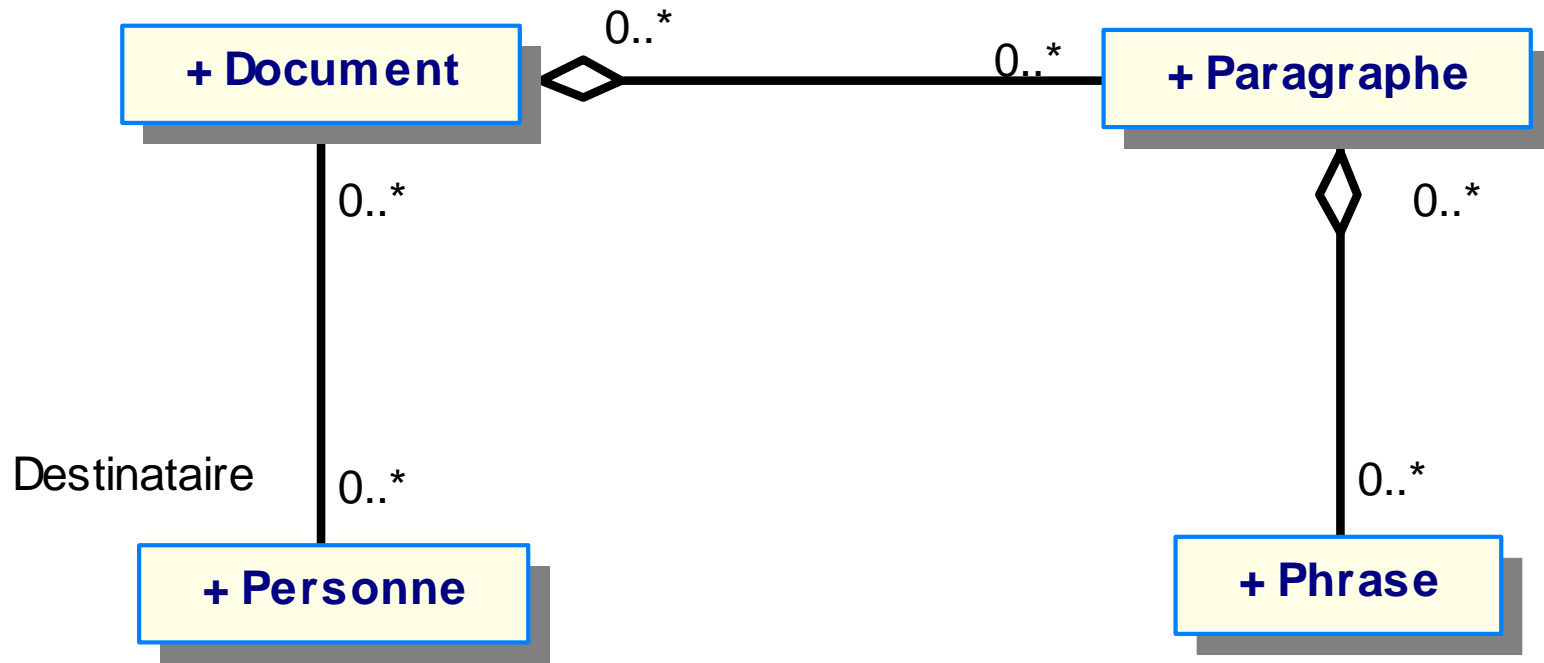 0..*
+ Document
0..*
+ Paragraphe
0..*
0..*
Destinataire
0..*
0..*
+ Personne
+ Phrase